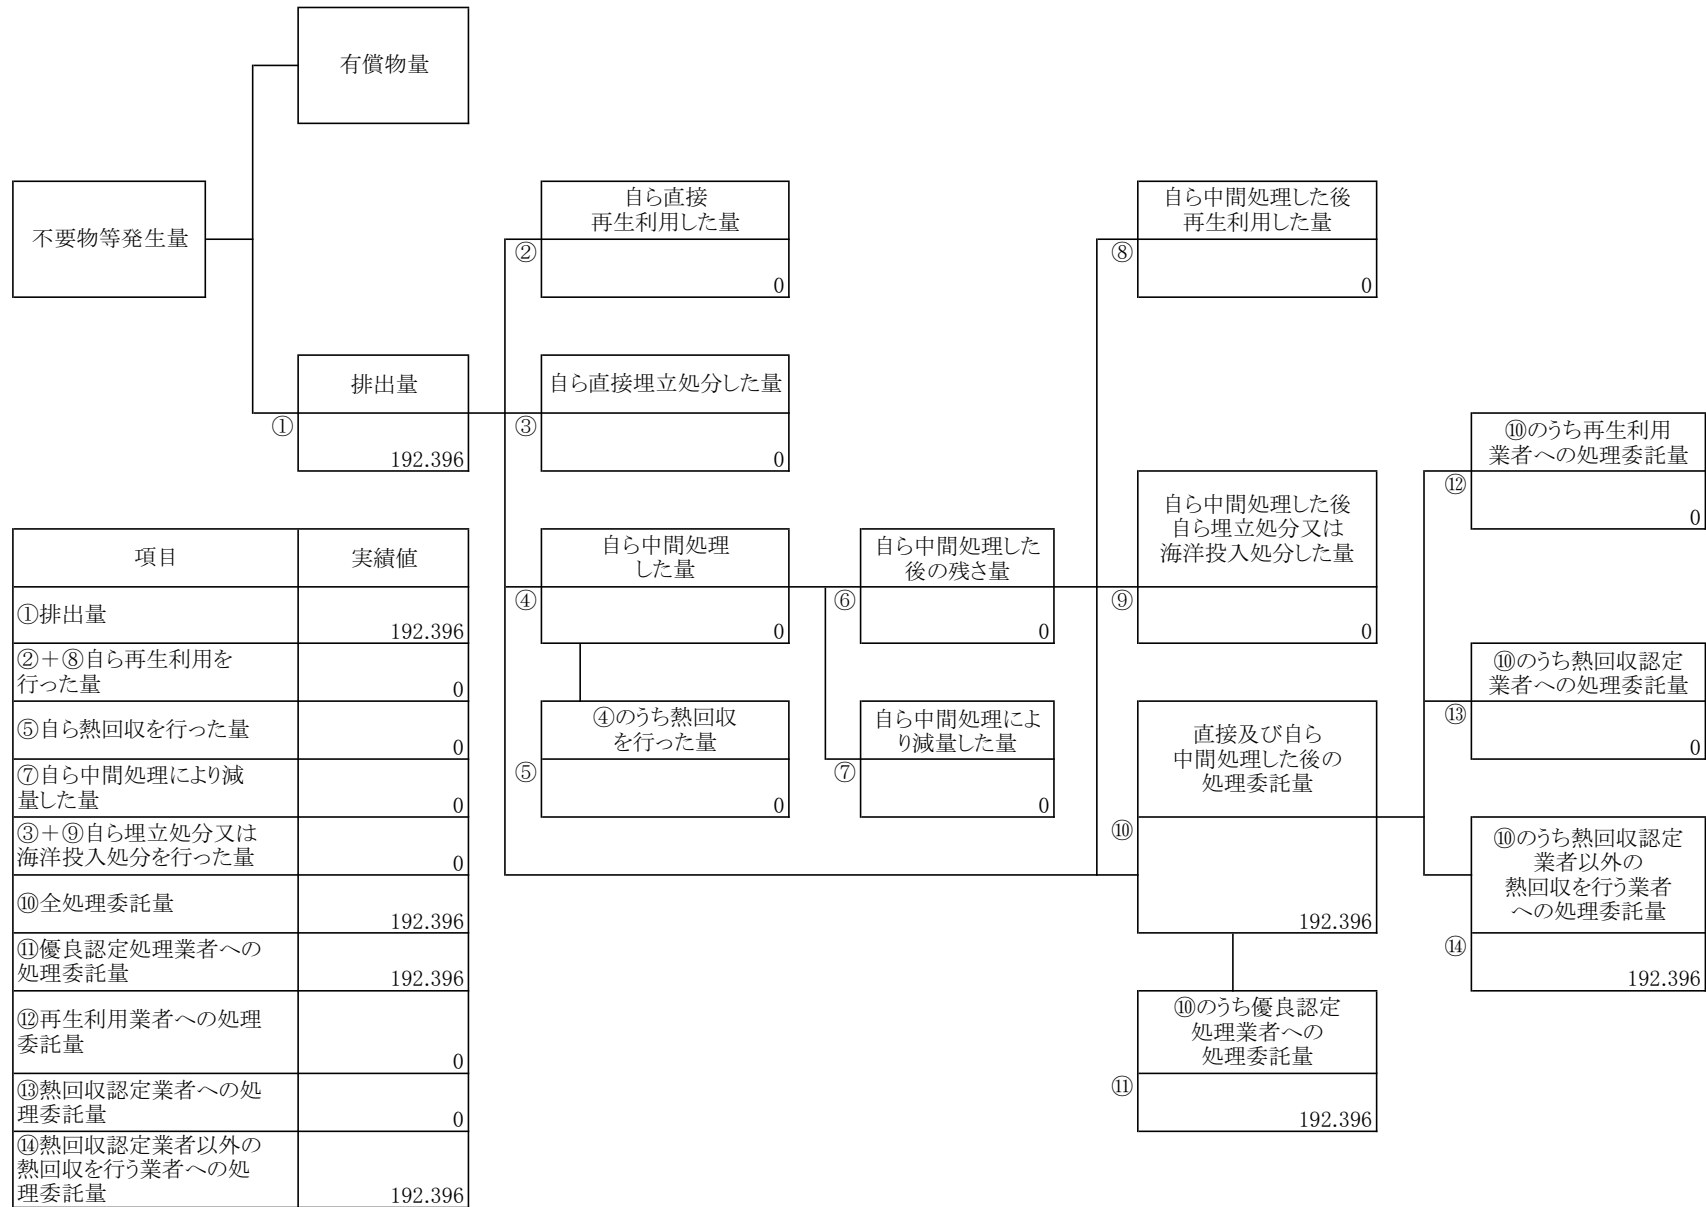 有償物量
不要物等発生量
排出量
①
192.396
自ら直接
再生利用した量
②
0
自ら直接埋立処分した量
③
0
自ら中間処理
した量
④
0
④のうち熱回収
を行った量
⑤
0
自ら中間処理した
後の残さ量
⑥
0
自ら中間処理によ
り減量した量
⑦
0
自ら中間処理した後
再生利用した量
⑧
0
自ら中間処理した後
自ら埋立処分又は
海洋投入処分した量
⑨
0
直接及び自ら
中間処理した後の
処理委託量
⑩
192.396
⑩のうち優良認定
処理業者への
処理委託量
⑪
192.396
⑩のうち再生利用
業者への処理委託量
⑫
0
⑩のうち熱回収認定
業者への処理委託量
⑬
0
⑩のうち熱回収認定
業者以外の
熱回収を行う業者
への処理委託量
⑭
192.396
項目 実績値
①排出量 192.396
②＋⑧自ら再生利用を
行った量 0
⑤自ら熱回収を行った量 0
⑦自ら中間処理により減
量した量 0
③＋⑨自ら埋立処分又は
海洋投入処分を行った量 0
⑩全処理委託量 192.396
⑪優良認定処理業者への
処理委託量 192.396
⑫再生利用業者への処理
委託量 0
⑬熱回収認定業者への処
理委託量 0
⑭熱回収認定業者以外の
熱回収を行う業者への処
理委託量 192.396